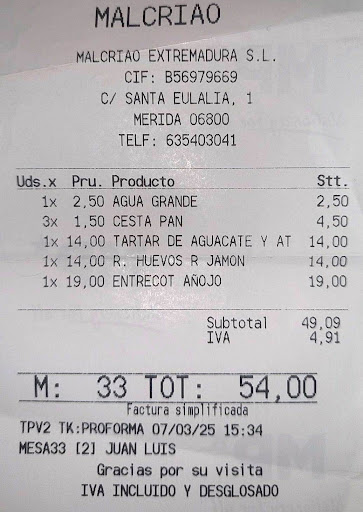 MALCRIAO
MALCRIAO EXTREMADURA S.L.
CIF: B56979669
C/ SANTA EULALIA, 1
MERIDA 06800
TELF: 635403041
Uds.x Pru. Producto Stt.
1x 2,50 AGUA GRANDE 2,50
3x 1,50 CESTA PAN 4,50
1x 14,00 TARTAR DE AGUACATE Y AT 14,00
1x 14,00 R. HUEVOS R JAMON 14,00
1x 19,00 ENTRECOT AÑOJO 19,00
Subtotal 49,09
IVA 4,91
M: 33 TOT: 54,00
Factura simplificada
TPV2 TK:PROFORMA 07/03/25 15:34
MESA33 [2] JUAN LUIS
Gracias por su visita
IVA INCLUIDO Y DESGLOSADO